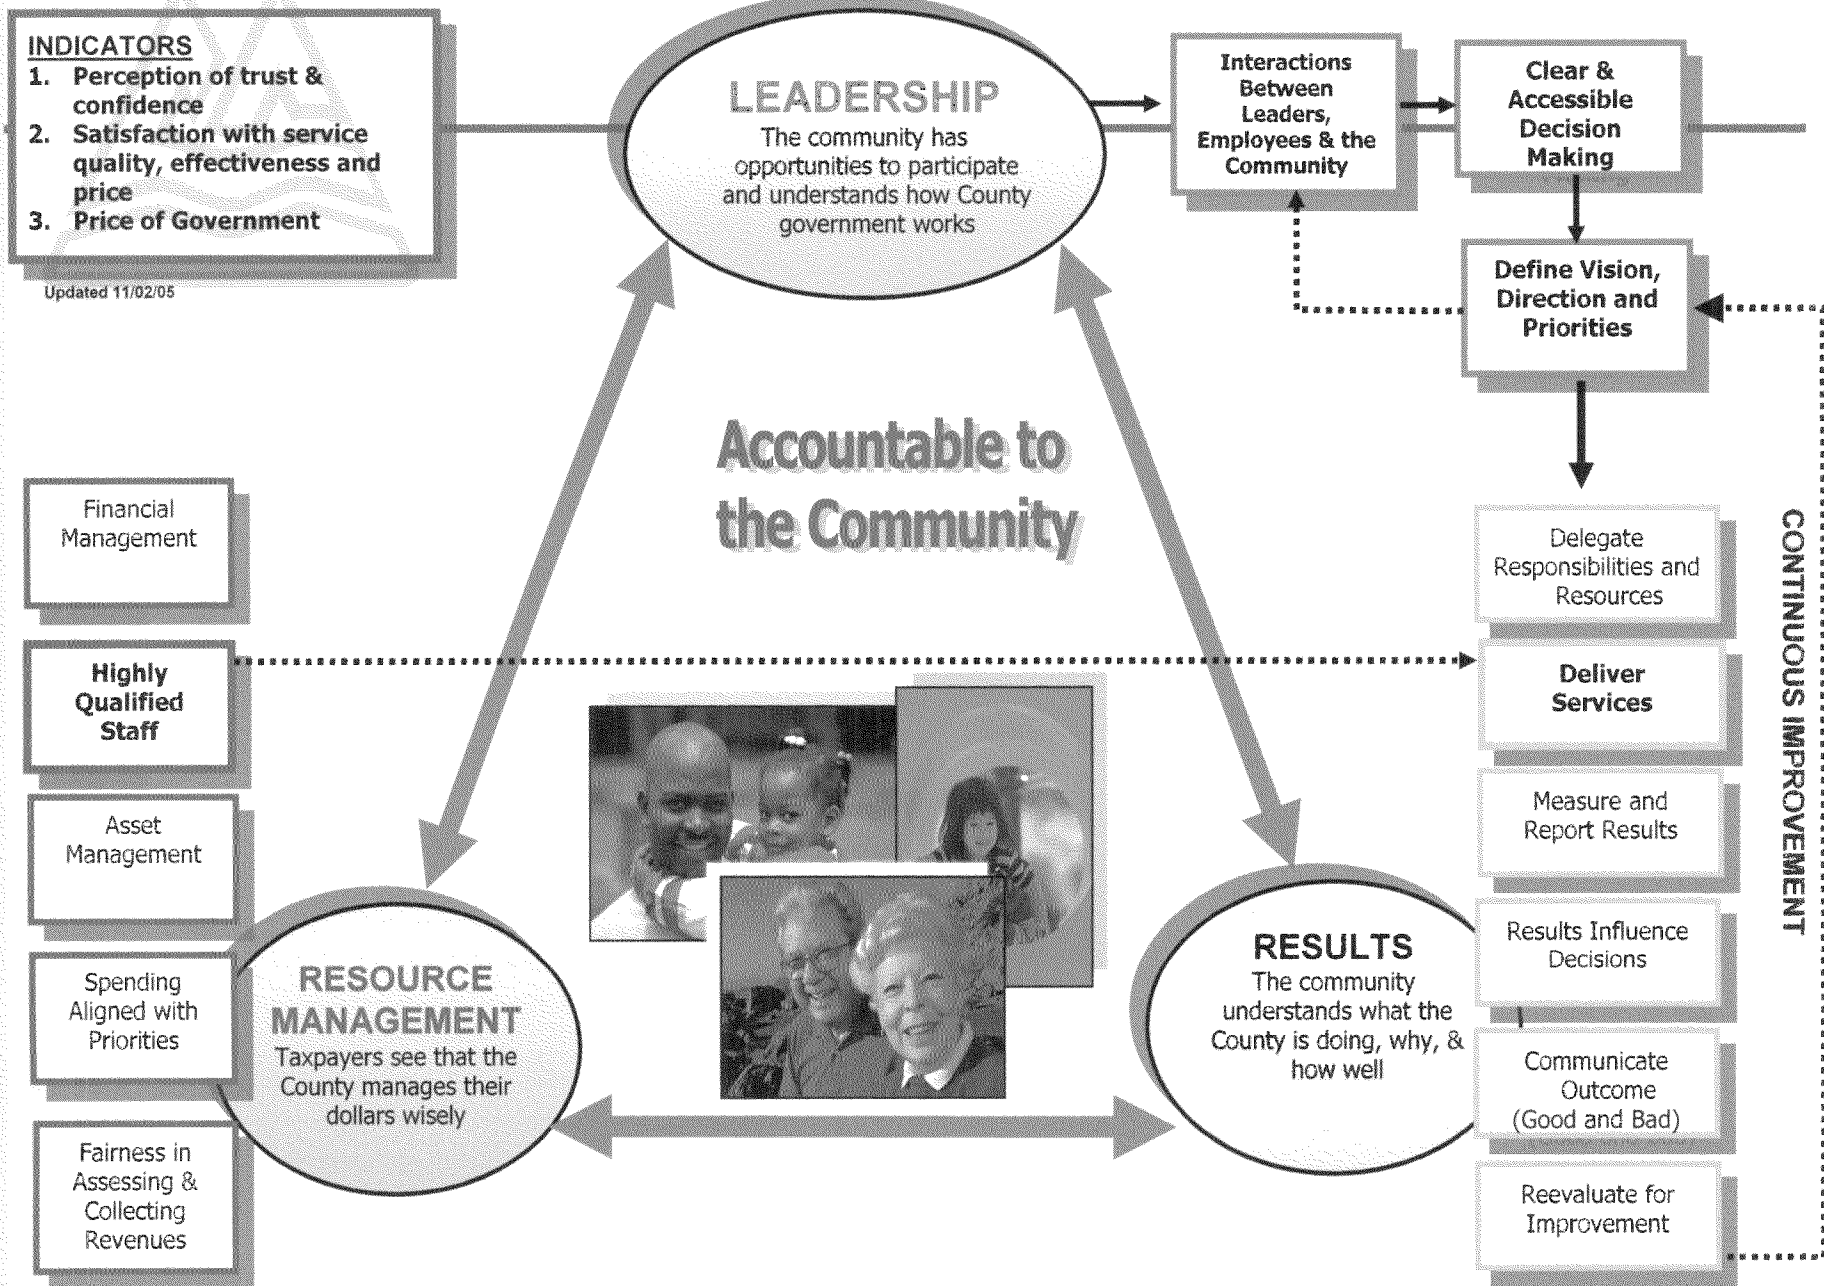 INDICATORS
1. Perception of trust &
confidence
2. Satisfaction with service
quality, effectiveness and
price
3. Price of Government
Updated 11/02/05
LEADERSHIP
The community has
opportunities to participate
and understands how County
government works
Interactions
Between
Leaders,
Employees & the
Community
Clear &
Accessible
Decision
Making
Define Vision,
Direction and
Priorities
Accountable to
the Community
Financial
Management
Highly
Qualified
Staff
Asset
Management
Spending
Aligned with
Priorities
Fairness in
Assessing &
Collecting
Revenues
RESOURCE
MANAGEMENT
Taxpayers see that the
County manages their
dollars wisely
RESULTS
The community
understands what the
County is doing, why, &
how well
Delegate
Responsibilities and
Resources
Deliver
Services
Measure and
Report Results
Results Influence
Decisions
Communicate
Outcome
(Good and Bad)
Reevaluate for
Improvement
CONTINUOUS IMPROVEMENT